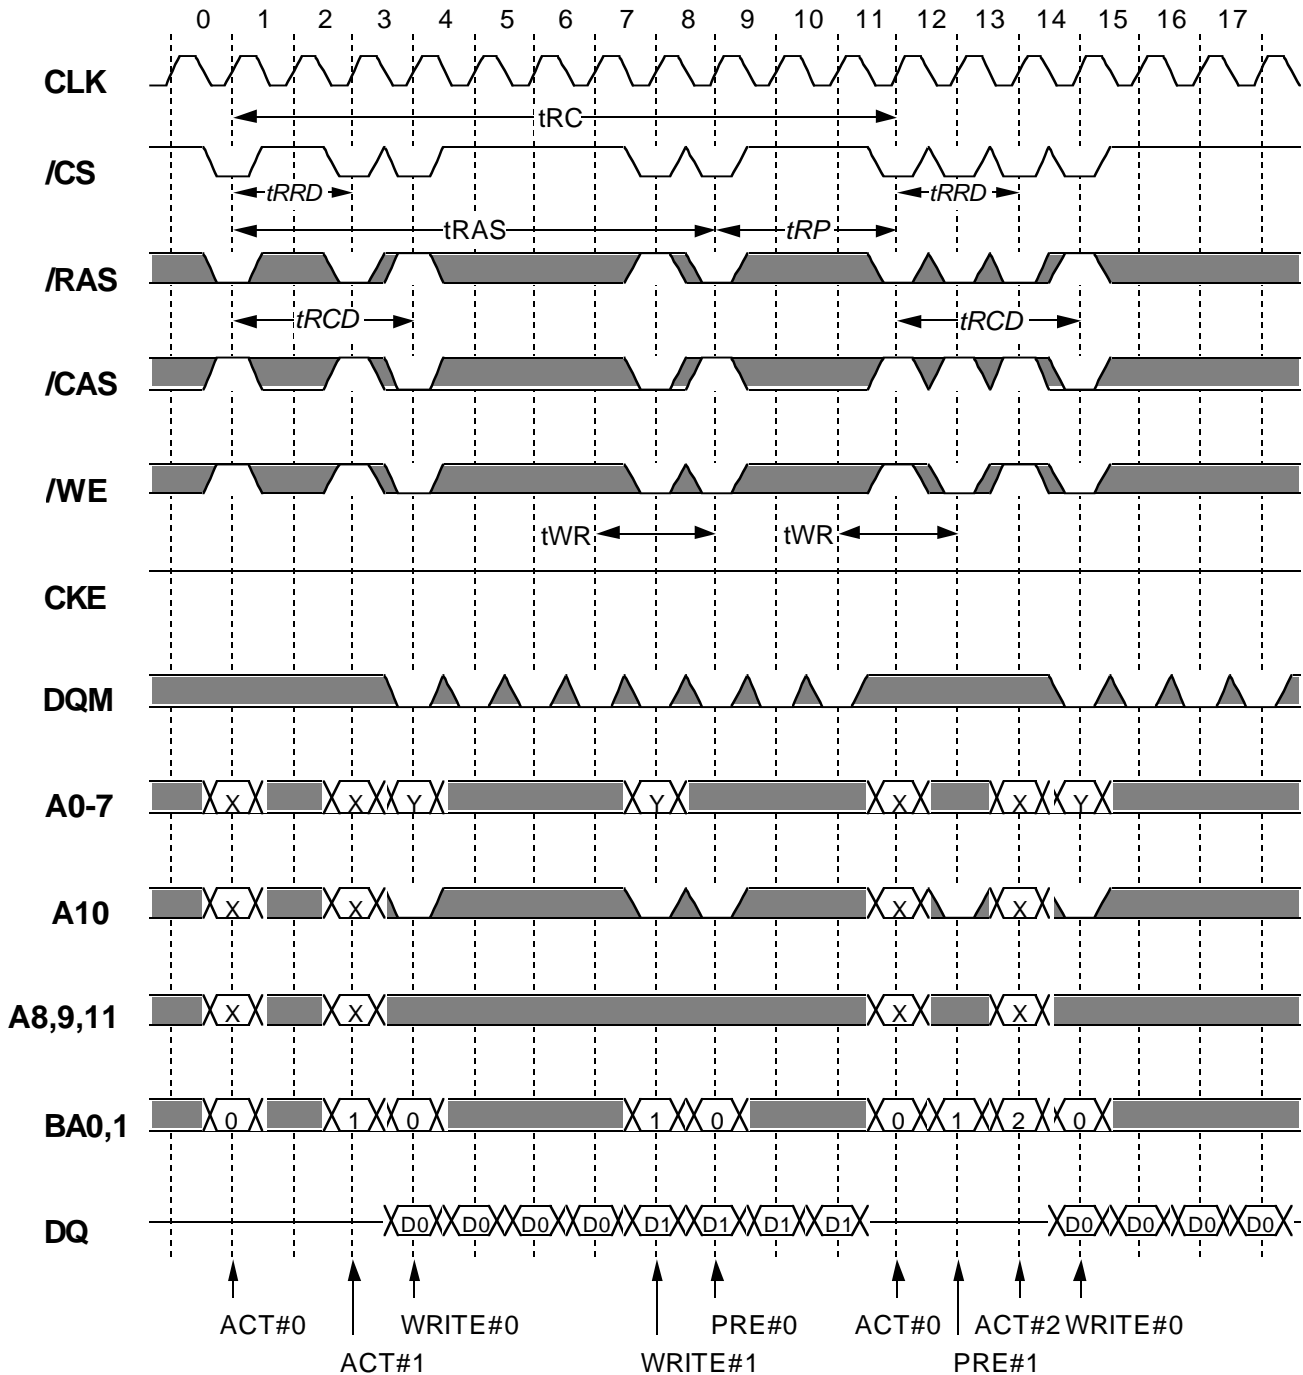 0 1 2 3 4 5 6 7 8 9 10 11 12 13 14 15 16 17
CLK
tRC
/CS
tRRD tRRD
tRAS tRP
/RAS
tRCD tRCD
/CAS
/WE
tWR tWR
CKE
DQM
A0-7 X X Y Y X X Y
A10 X X X X
A8,9,11 X X X X
BA0,1 0 1 0 1 0 0 1 2 0
DQ D0 D0 D0 D0 D1 D1 D1 D1 D0 D0 D0 D0
ACT#0 WRITE#0 PRE#0 ACT#0 ACT#2 WRITE#0
ACT#1 WRITE#1 PRE#1